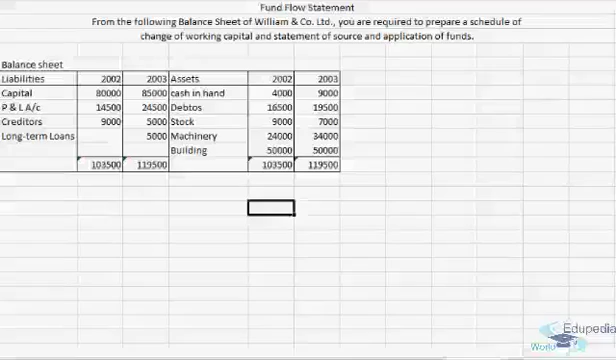 Fund Flow Statement
From the following Balance Sheet of William & Co. Ltd., you are required to prepare a schedule of
change of working capital and statement of source and application of funds.
Balance sheet
Liabilities 2002 2003 Assets 2002 2003
Capital 80000 85000 cash in hand 4000 9000
P & L A/c 14500 24500 Debtos 16500 19500
Creditors 9000 5000 Stock 9000 7000
Long-term Loans 5000 Machinery 24000 34000
Building 50000 50000
103500 119500 103500 119500
Edupedia
World